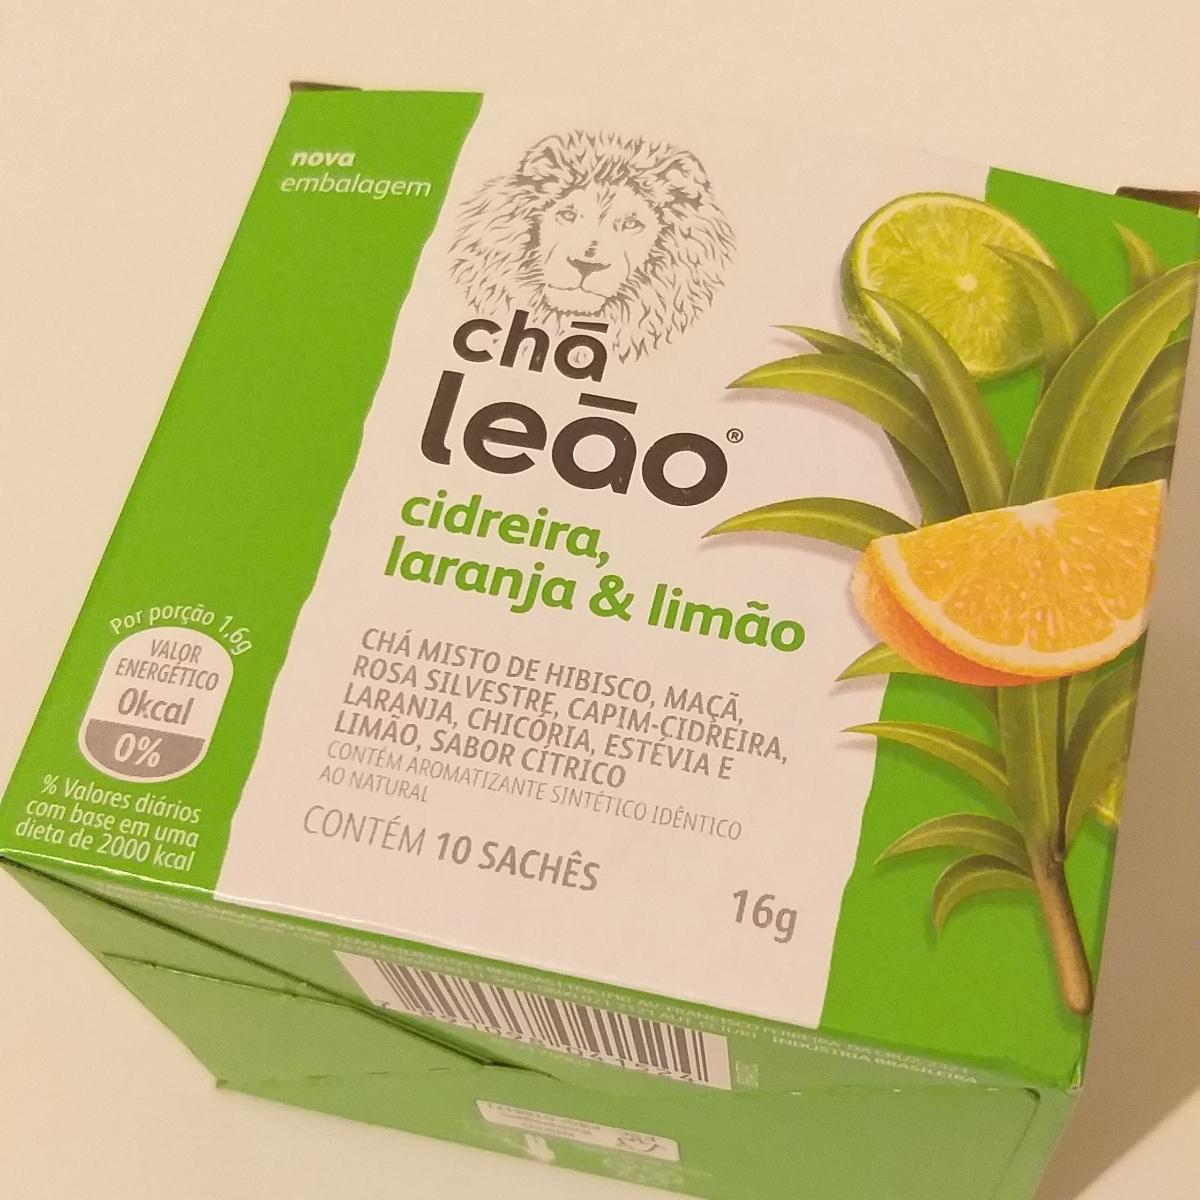 nova
embalagem
chá
leão®
cidreira,
laranja & limão
CHÁ MISTO DE HIBISCO, MAÇÃ,
ROSA SILVESTRE, CAPIM-CIDREIRA,
LARANJA, CHICÓRIA, ESTÉVIA E
LIMÃO, SABOR CÍTRICO
CONTÉM AROMATIZANTE SINTÉTICO IDÊNTICO
AO NATURAL
CONTÉM 10 SACHÊS
16g
Por porção 1,6g
VALOR
ENERGÉTICO
0kcal
0%
% Valores diários
com base em uma
dieta de 2000 kcal
INDÚSTRIA BRASILEIRA